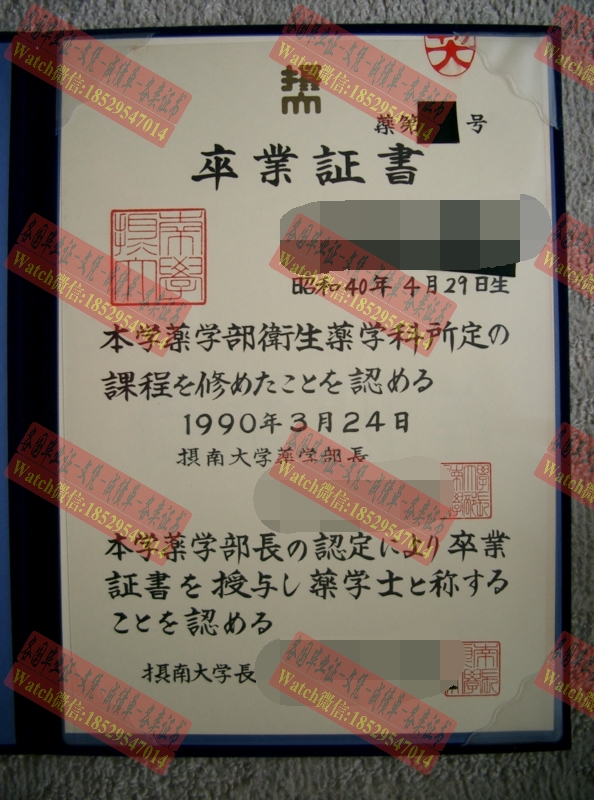 薬第 号
卒業証書
昭和40年4月29日生
本学薬学部衛生薬学科所定の
課程を修めたことを認める
1990年3月24日
摂南大学薬学部長
本学薬学部長の認定により卒業
証書を授与し薬学士と称する
ことを認める
摂南大学長
Watch微信:18529547014